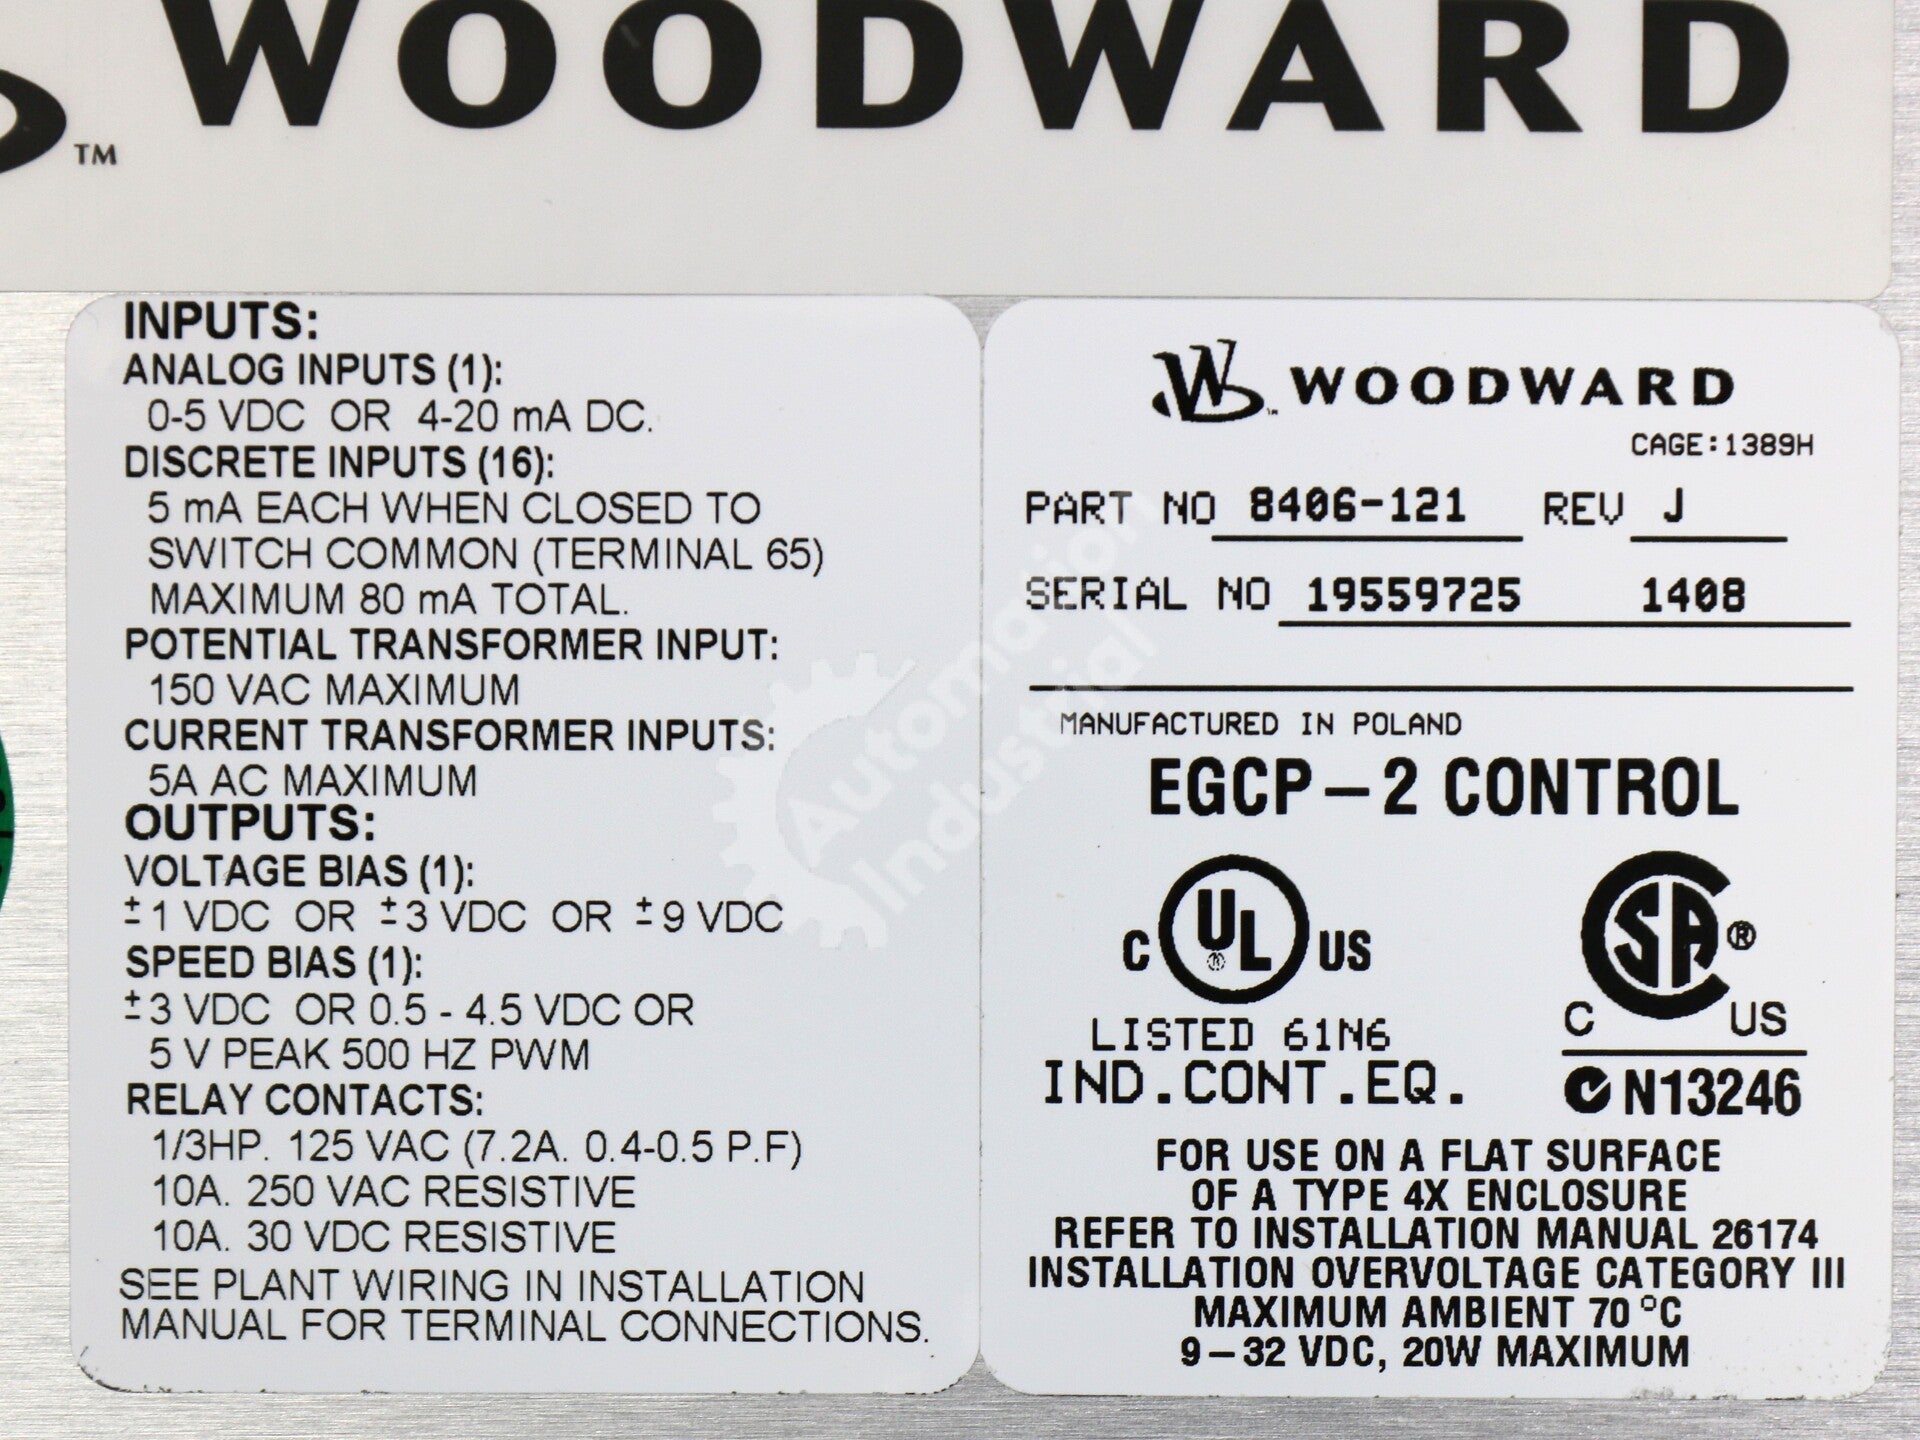 WOODWARD
TM
INPUTS:
ANALOG INPUTS (1):
0-5 VDC OR 4-20 mA DC.
DISCRETE INPUTS (16):
5 mA EACH WHEN CLOSED TO
SWITCH COMMON (TERMINAL 65)
MAXIMUM 80 mA TOTAL.
POTENTIAL TRANSFORMER INPUT:
150 VAC MAXIMUM
CURRENT TRANSFORMER INPUTS:
5A AC MAXIMUM
OUTPUTS:
VOLTAGE BIAS (1):
±1 VDC OR ±3 VDC OR ±9 VDC
SPEED BIAS (1):
±3 VDC OR 0.5 - 4.5 VDC OR
5 V PEAK 500 HZ PWM
RELAY CONTACTS:
1/3HP. 125 VAC (7.2A. 0.4-0.5 P.F)
10A. 250 VAC RESISTIVE
10A. 30 VDC RESISTIVE
SEE PLANT WIRING IN INSTALLATION
MANUAL FOR TERMINAL CONNECTIONS.
WOODWARD
CAGE:1389H
PART NO 8406-121 REV J
SERIAL NO 19559725 1408
MANUFACTURED IN POLAND
EGCP-2 CONTROL
C UL ® US
LISTED 61N6
IND.CONT.EQ.
SA ®
C US
N13246
FOR USE ON A FLAT SURFACE
OF A TYPE 4X ENCLOSURE
REFER TO INSTALLATION MANUAL 26174
INSTALLATION OVERVOLTAGE CATEGORY III
MAXIMUM AMBIENT 70 °C
9-32 VDC, 20W MAXIMUM
Automation
Industrial